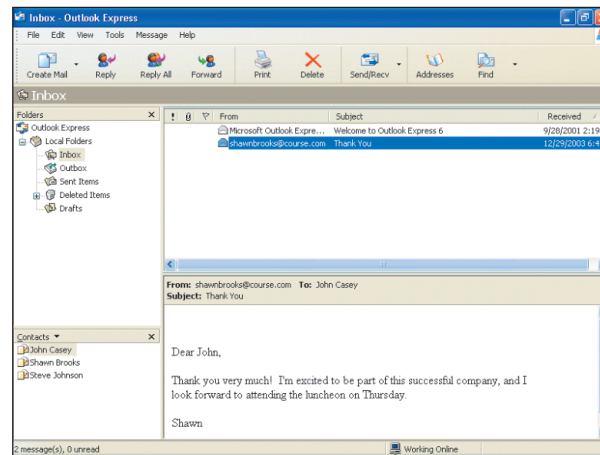 Inbox - Outlook Express
File Edit View Tools Message Help
Create Mail Reply Reply All Forward Print Delete Send/Recv Addresses Find
Inbox
Folders
Outlook Express
Local Folders
Inbox
Outbox
Sent Items
Deleted Items
Drafts
! From Subject Received
Microsoft Outlook Expre... Welcome to Outlook Express 6 9/28/2001 2:19
shawnbrooks@course.com Thank You 12/29/2003 6:4
From: shawnbrooks@course.com To: John Casey
Subject: Thank You
Dear John,
Thank you very much! I'm excited to be part of this successful company, and I
look forward to attending the luncheon on Thursday.
Shawn
Contacts
John Casey
Shawn Brooks
Steve Johnson
2 message(s), 0 unread
Working Online